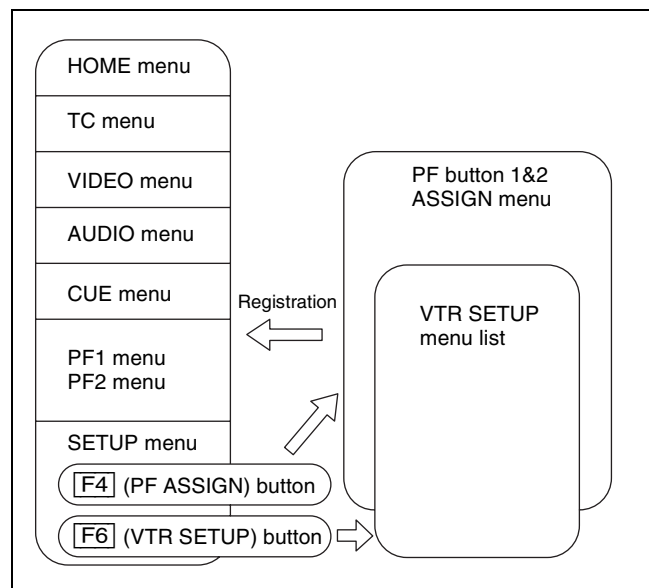 HOME menu
TC menu
VIDEO menu
AUDIO menu
CUE menu
PF1 menu
PF2 menu
SETUP menu
F4 (PF ASSIGN) button
F6 (VTR SETUP) button
Registration
PF button 1&2
ASSIGN menu
VTR SETUP
menu list